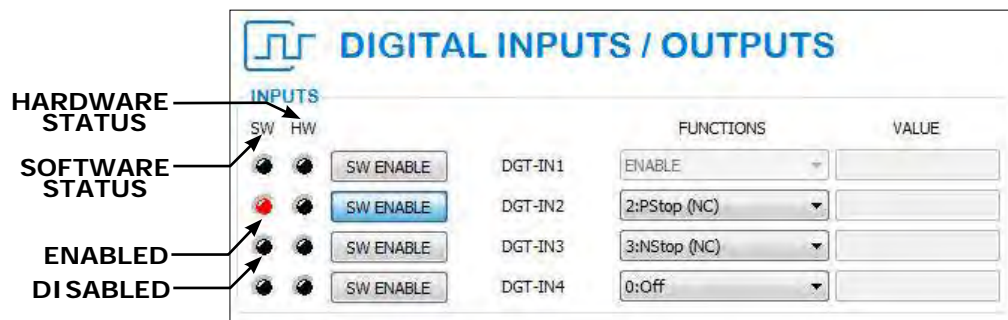 DIGITAL INPUTS / OUTPUTS
INPUTS
HARDWARE
STATUS
SW HW FUNCTIONS VALUE
SOFTWARE
STATUS
SW ENABLE DGT-IN1 ENABLE
SW ENABLE DGT-IN2 2:PStop (NC)
ENABLED
SW ENABLE DGT-IN3 3:NStop (NC)
DISABLED
SW ENABLE DGT-IN4 0:Off